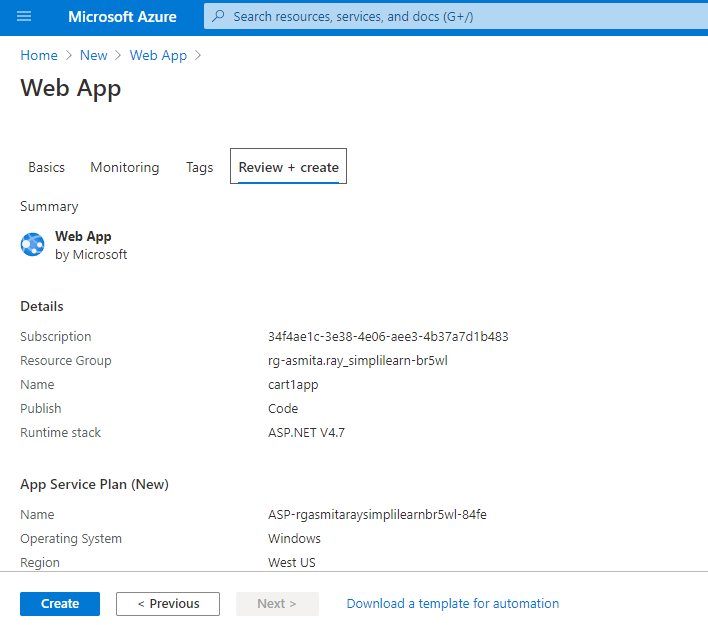 Microsoft Azure
Search resources, services, and docs (G+/)
Home > New > Web App >
Web App
Basics Monitoring Tags Review + create
Summary
Web App
by Microsoft
Details
Subscription 34f4ae1c-3e38-4e06-aee3-4b37a7d1b483
Resource Group rg-asmita.ray_simplilearn-br5wl
Name cart1app
Publish Code
Runtime stack ASP.NET V4.7
App Service Plan (New)
Name ASP-rgasmitaraysimplilearnbr5wl-84fe
Operating System Windows
Region West US
Create < Previous Next > Download a template for automation